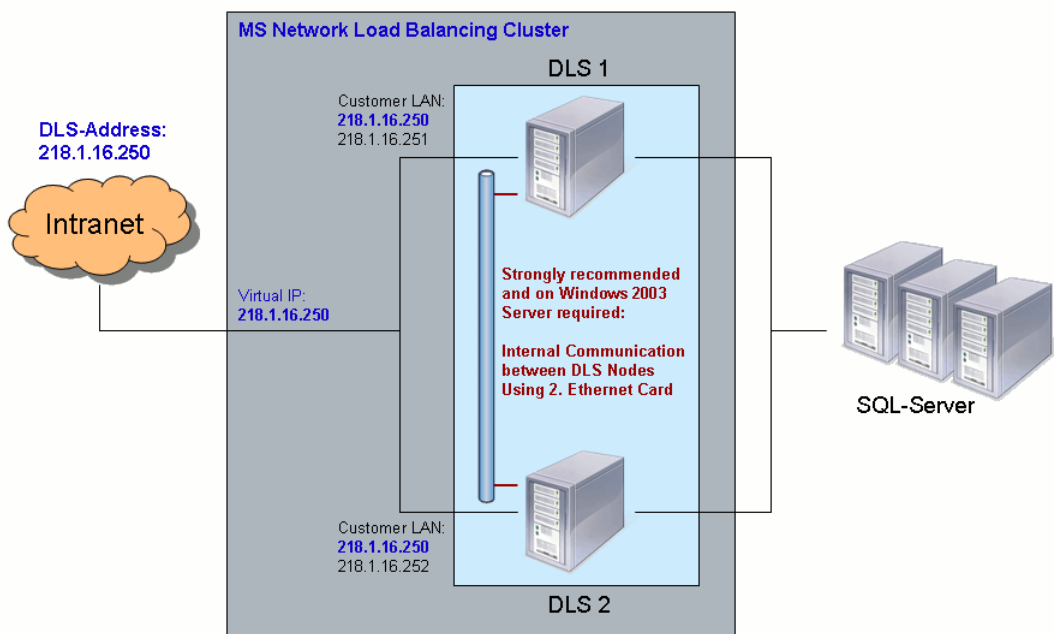 MS Network Load Balancing Cluster
DLS 1
Customer LAN:
218.1.16.250
218.1.16.251
DLS-Address:
218.1.16.250
Intranet
Strongly recommended
and on Windows 2003
Server required:
Internal Communication
between DLS Nodes
Using 2. Ethernet Card
Virtual IP:
218.1.16.250
SQL-Server
Customer LAN:
218.1.16.250
218.1.16.252
DLS 2